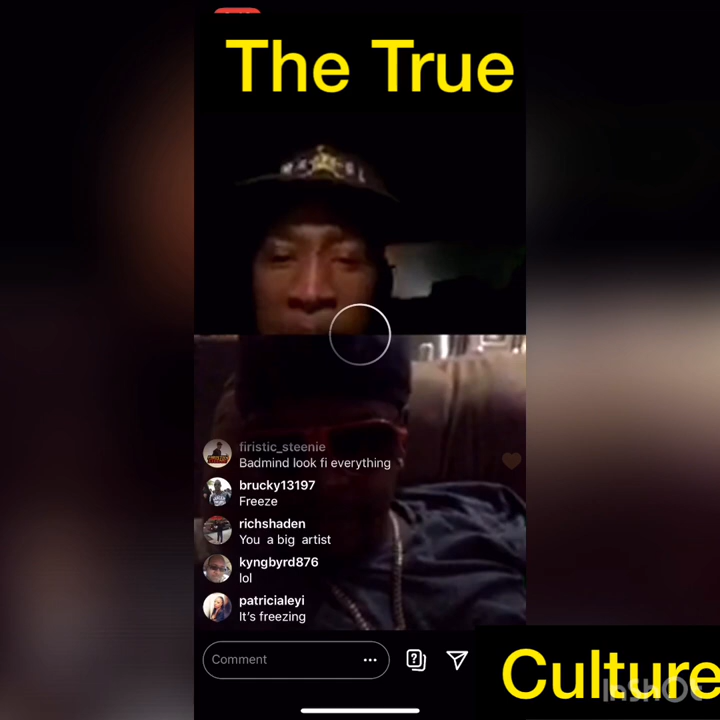 The True
firistic_steenie
Badmind look fi everything
brucky13197
Freeze
richshaden
You a big artist
kyngbyrd876
lol
patricialeyi
It's freezing
Comment
Culture
InShOt